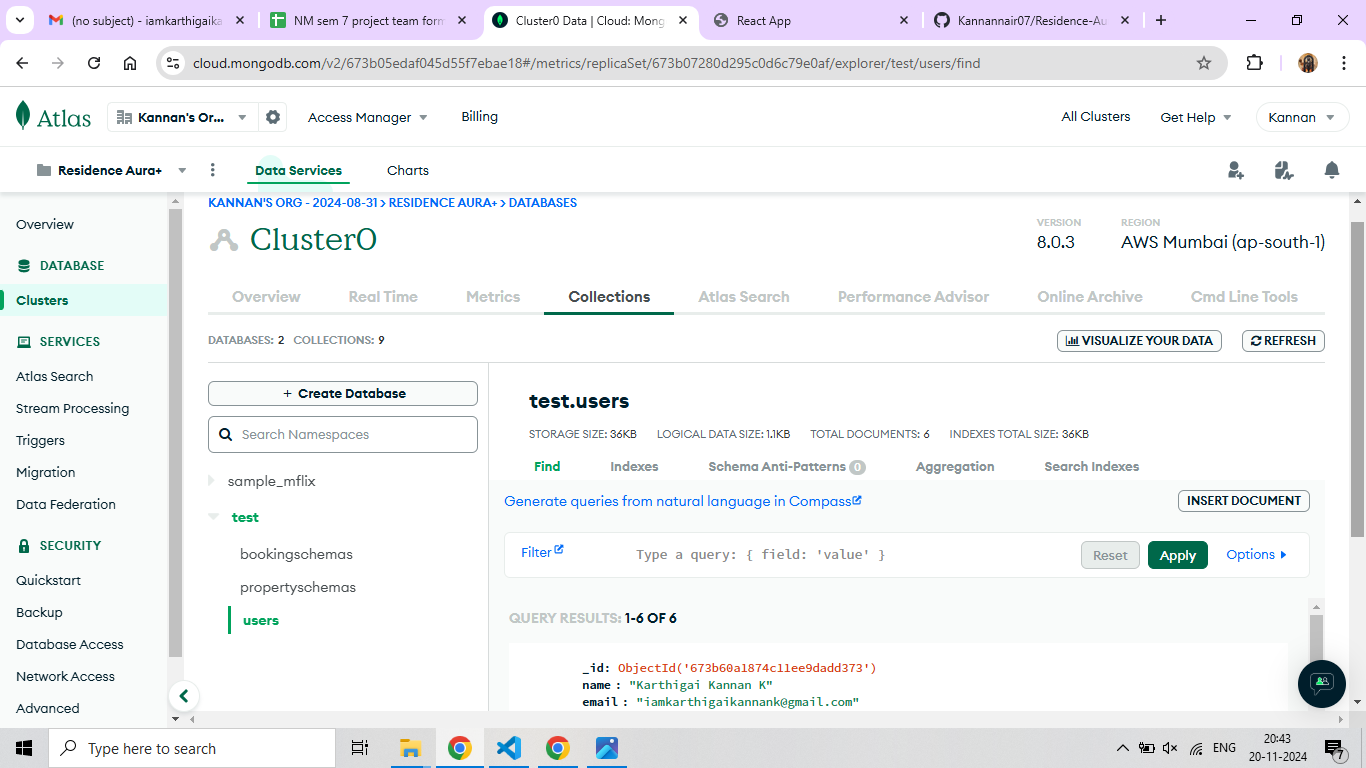 (no subject) - iamkarthigaika
NM sem 7 project team form
Cluster0 Data | Cloud: Mong
React App
Kannannair07/Residence-Au
cloud.mongodb.com/v2/673b05edaf045d55f7ebae18#/metrics/replicaSet/673b07280d295c0d6c79e0af/explorer/test/users/find
Atlas
Kannan's Or...
Access Manager
Billing
All Clusters
Get Help
Kannan
Residence Aura+
Data Services
Charts
Overview
DATABASE
Clusters
SERVICES
Atlas Search
Stream Processing
Triggers
Migration
Data Federation
SECURITY
Quickstart
Backup
Database Access
Network Access
Advanced
KANNAN'S ORG - 2024-08-31 > RESIDENCE AURA+ > DATABASES
Cluster0
VERSION
8.0.3
REGION
AWS Mumbai (ap-south-1)
Overview
Real Time
Metrics
Collections
Atlas Search
Performance Advisor
Online Archive
Cmd Line Tools
DATABASES: 2 COLLECTIONS: 9
VISUALIZE YOUR DATA
REFRESH
+ Create Database
Search Namespaces
sample_mflix
test
bookingschemas
propertyschemas
users
test.users
STORAGE SIZE: 36KB LOGICAL DATA SIZE: 1.1KB TOTAL DOCUMENTS: 6 INDEXES TOTAL SIZE: 36KB
Find
Indexes
Schema Anti-Patterns 0
Aggregation
Search Indexes
Generate queries from natural language in Compass
INSERT DOCUMENT
Filter
Type a query: { field: 'value' }
Reset
Apply
Options
QUERY RESULTS: 1-6 OF 6
_id: ObjectId('673b60a1874c11ee9dadd373')
name : "Karthigai Kannan K"
email : "iamkarthigaikannank@gmail.com"
Type here to search
ENG
20:43
20-11-2024
7